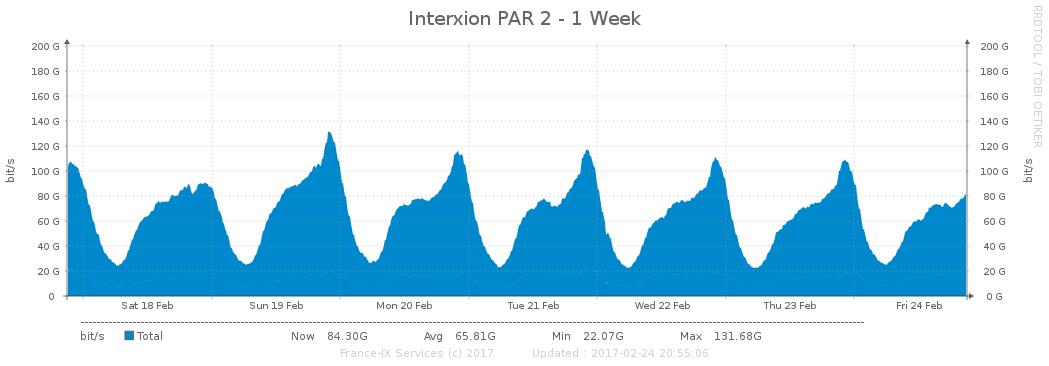 Interxion PAR 2 - 1 Week
RRDTOOL / TOBI OETIKER
bit/s
200 G
180 G
160 G
140 G
120 G
100 G
80 G
60 G
40 G
20 G
0
200 G
180 G
160 G
140 G
120 G
100 G
80 G
60 G
40 G
20 G
0 G
bit/s
Sat 18 Feb Sun 19 Feb Mon 20 Feb Tue 21 Feb Wed 22 Feb Thu 23 Feb Fri 24 Feb
bit/s Total Now 84.30G Avg 65.81G Min 22.07G Max 131.68G
France-IX Services (c) 2017 Updated : 2017-02-24 20:55:06